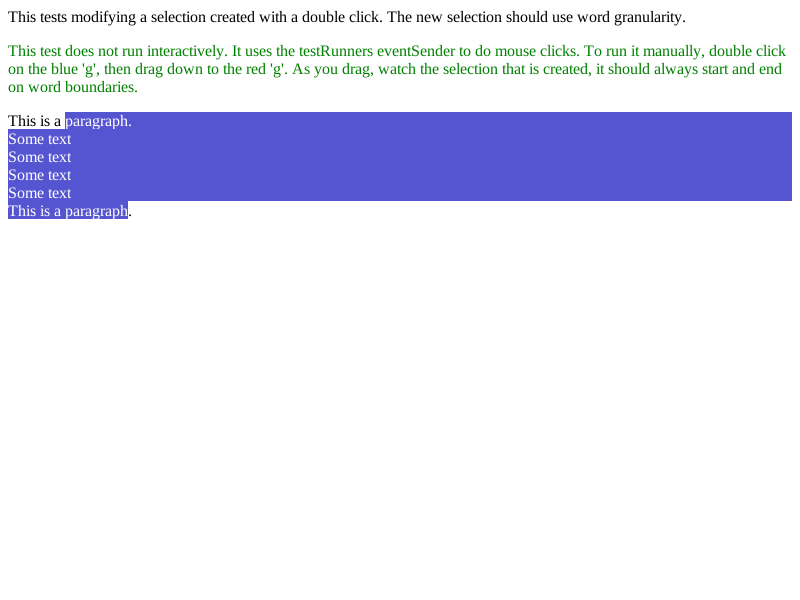 This tests modifying a selection created with a double click. The new selection should use word granularity.
This test does not run interactively. It uses the testRunners eventSender to do mouse clicks. To run it manually, double click
on the blue 'g', then drag down to the red 'g'. As you drag, watch the selection that is created, it should always start and end
on word boundaries.
This is a paragraph.
Some text
Some text
Some text
Some text
This is a paragraph.